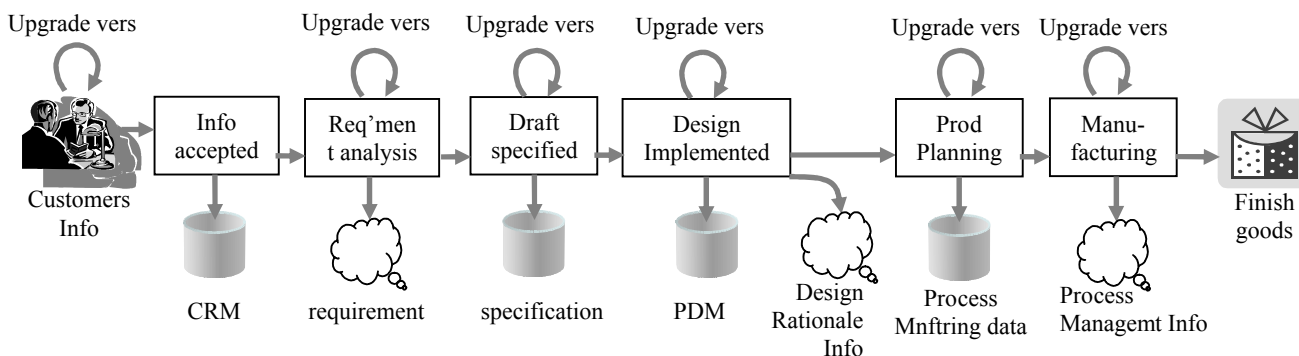 Upgrade vers
Upgrade vers
Upgrade vers
Upgrade vers
Upgrade vers
Upgrade vers
Info
accepted
Req’men
t analysis
Draft
specified
Design
Implemented
Prod
Planning
Manu-
facturing
Customers
Info
Finish
goods
CRM
requirement
specification
PDM
Design
Rationale
Info
Process
Mnftring data
Process
Managemt Info